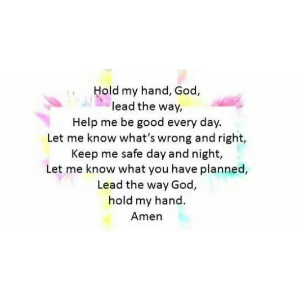 Hold my hand, God,
lead the way,
Help me be good every day.
Let me know what's wrong and right,
Keep me safe day and night,
Let me know what you have planned,
Lead the way God,
hold my hand.
Amen